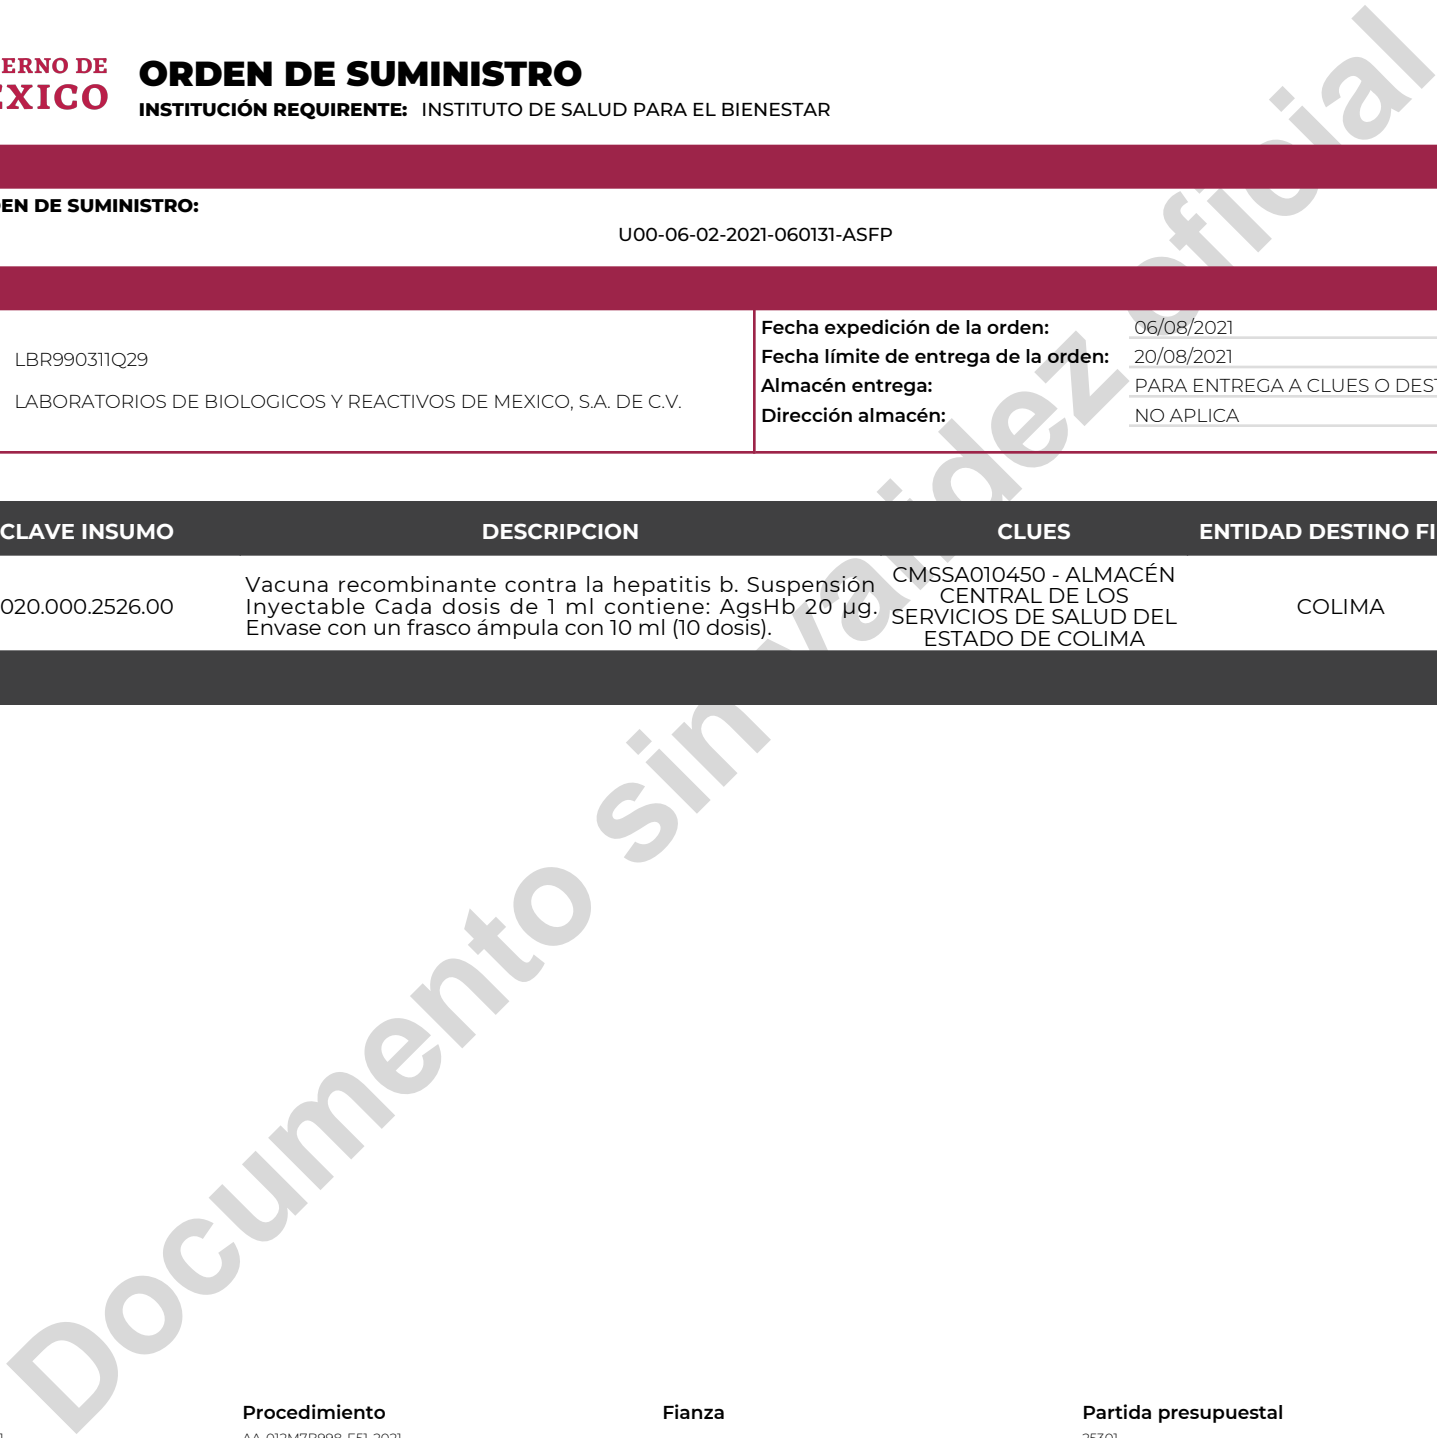 ERNO DE
EXICO
ORDEN DE SUMINISTRO
INSTITUCIÓN REQUIRENTE: INSTITUTO DE SALUD PARA EL BIENESTAR
EN DE SUMINISTRO:
U00-06-02-2021-060131-ASFP
LBR990311Q29
LABORATORIOS DE BIOLOGICOS Y REACTIVOS DE MEXICO, S.A. DE C.V.
Fecha expedición de la orden: 06/08/2021
Fecha límite de entrega de la orden: 20/08/2021
Almacén entrega: PARA ENTREGA A CLUES O DEST
Dirección almacén: NO APLICA
CLAVE INSUMO DESCRIPCION CLUES ENTIDAD DESTINO FI
020.000.2526.00
Vacuna recombinante contra la hepatitis b. Suspensión
Inyectable Cada dosis de 1 ml contiene: AgsHb 20 µg.
Envase con un frasco ámpula con 10 ml (10 dosis).
CMSSA010450 - ALMACÉN
CENTRAL DE LOS
SERVICIOS DE SALUD DEL
ESTADO DE COLIMA
COLIMA
Documento sin validez oficial
Procedimiento Fianza Partida presupuestal
AA-012M7B998-E51-2021 25301